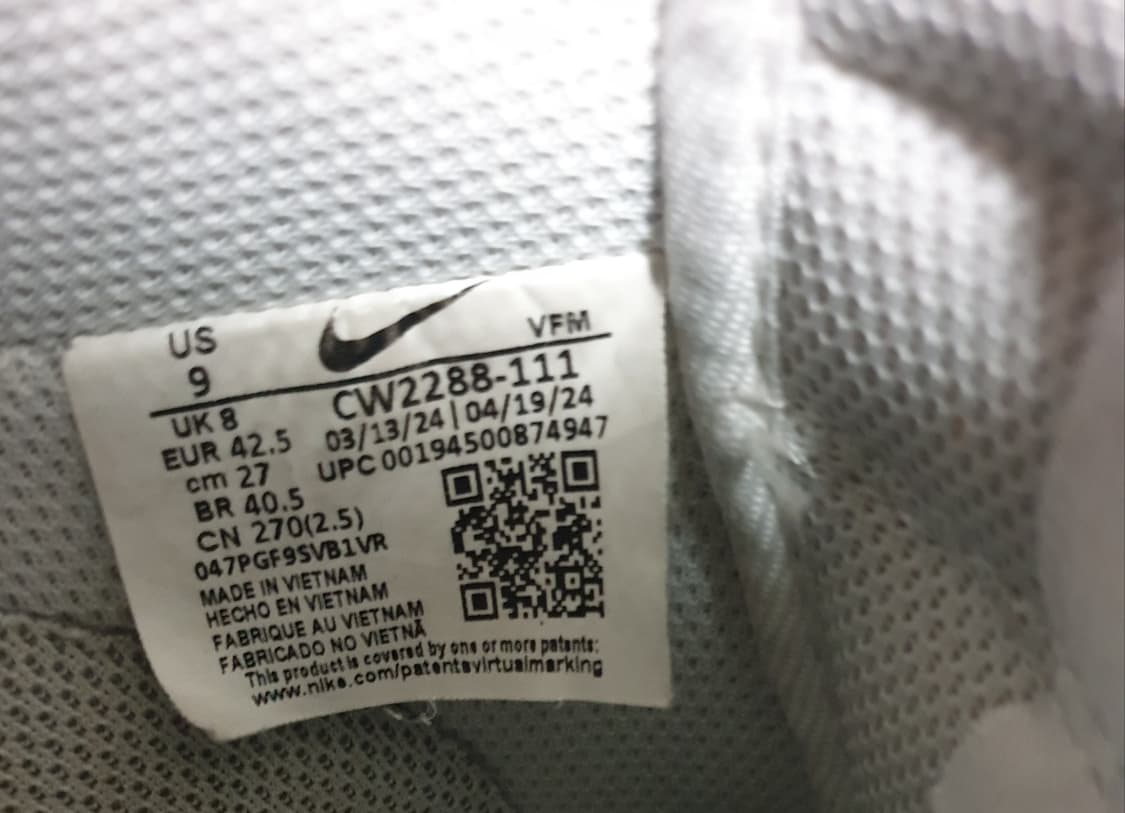 US
9
VFM
UK 8
EUR 42.5
cm 27
BR 40.5
CN 270(2.5)
047PGF9SVB1VR
CW2288-111
03/13/24 | 04/19/24
UPC 00194500874947
MADE IN VIETNAM
HECHO EN VIETNAM
FABRIQUE AU VIETNAM
FABRICADO NO VIETNÃ
This product is covered by one or more patents:
www.nike.com/patentsvirtualmarking